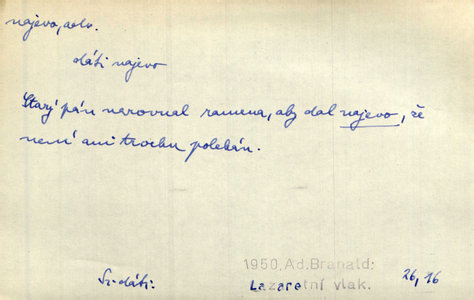 najevo, adv.
dáti najevo
Starý pán narovnal ramena, aby dal najevo, že
není ani trochu polekán.
1950, Ad. Branald:
Sr. dáti. Lazaretní vlak. 26, 16